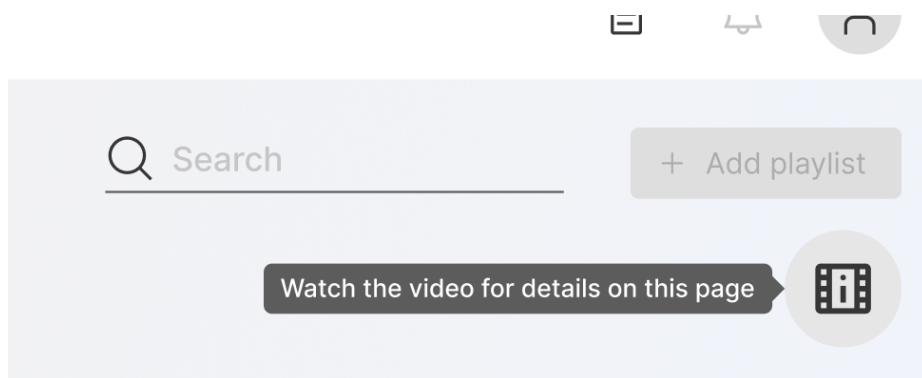 Search
+ Add playlist
Watch the video for details on this page